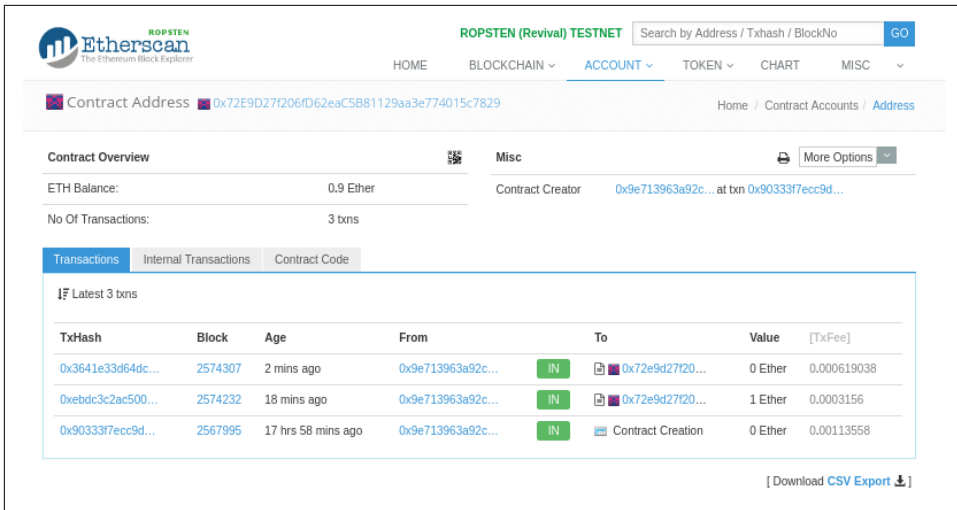 ROPSTEN
Etherscan
The Ethereum Block Explorer
ROPSTEN (Revival) TESTNET Search by Address / Txhash / BlockNo GO
HOME BLOCKCHAIN ACCOUNT TOKEN CHART MISC
Contract Address 0x72E9D27f206fD62eaC5B81129aa3e774015c7829 Home / Contract Accounts / Address
Contract Overview Misc More Options
ETH Balance: 0.9 Ether Contract Creator 0x9e713963a92c... at txn 0x90333f7ecc9d...
No Of Transactions: 3 txns
Transactions Internal Transactions Contract Code
Latest 3 txns
TxHash Block Age From To Value [TxFee]
0x3641e33d64dc... 2574307 2 mins ago 0x9e713963a92c... IN 0x72e9d27f20... 0 Ether 0.000619038
0xebdc3c2ac500... 2574232 18 mins ago 0x9e713963a92c... IN 0x72e9d27f20... 1 Ether 0.0003156
0x90333f7ecc9d... 2567995 17 hrs 58 mins ago 0x9e713963a92c... IN Contract Creation 0 Ether 0.00113558
[ Download CSV Export ]